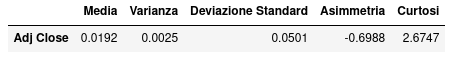 Media Varianza Deviazione Standard Asimmetria Curtosi
Adj Close 0.0192 0.0025 0.0501 -0.6988 2.6747